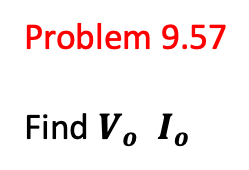 Problem 9.57
Find Vₒ Iₒ